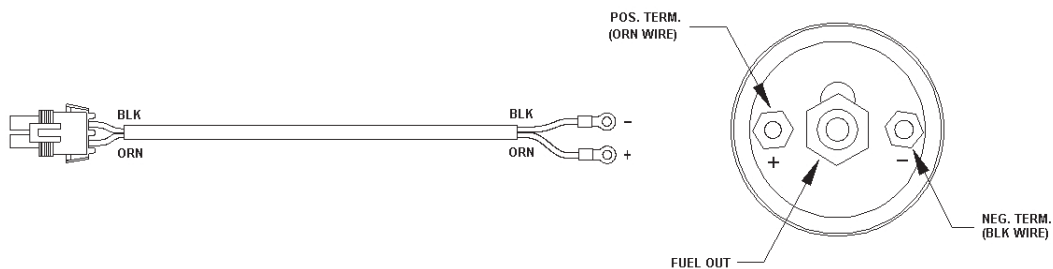 BLK
ORN
BLK
ORN
-
+
POS. TERM.
(ORN WIRE)
+
-
FUEL OUT
NEG. TERM.
(BLK WIRE)